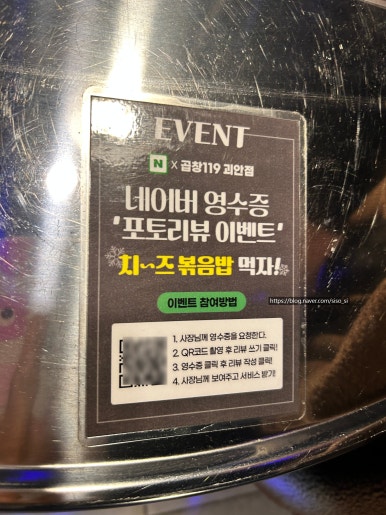 EVENT
N x 곱창119 괴안점
네이버 영수증
'포토리뷰 이벤트'
치~즈 볶음밥 먹자!
이벤트 참여방법
1. 사장님께 영수증을 요청한다.
2. QR코드 촬영 후 리뷰 쓰기 클릭!
3. 영수증 클릭 후 리뷰 작성 클릭!
4. 사장님께 보여주고 서비스 받기!
https://blog.naver.com/siso_si